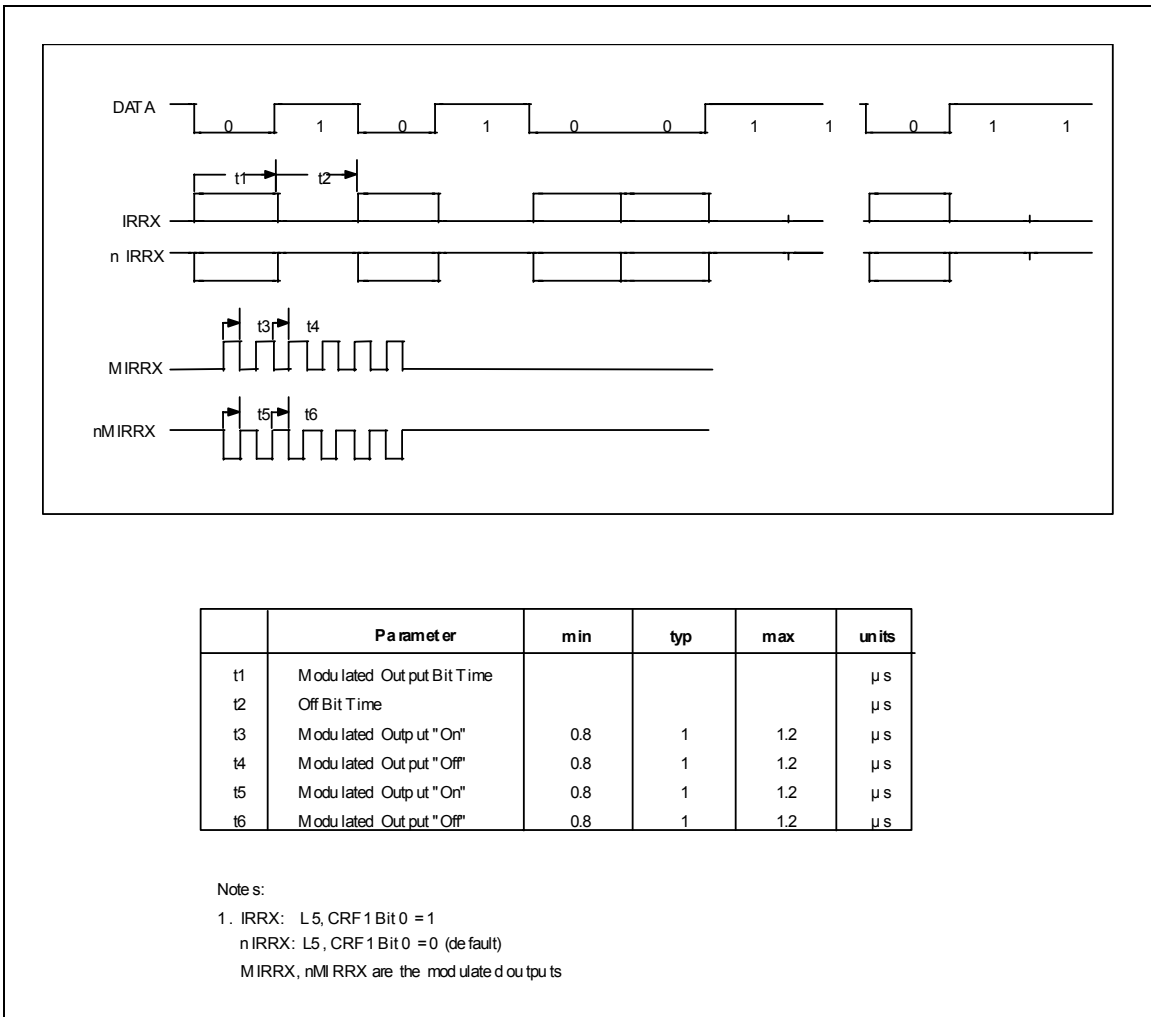 DATA 0 1 0 1 0 0 1 1 0 1 1
t1 t2
IRRX
n IRRX
t3 t4
MIRRX
t5 t6
nMIRRX
Parameter min typ max units
t1 Modulated Output Bit Time µs
t2 Off Bit Time µs
t3 Modulated Output "On" 0.8 1 1.2 µs
t4 Modulated Output "Off" 0.8 1 1.2 µs
t5 Modulated Output "On" 0.8 1 1.2 µs
t6 Modulated Output "Off" 0.8 1 1.2 µs
Notes:
1. IRRX: L5, CRF1 Bit 0 = 1
nIRRX: L5, CRF1 Bit 0 = 0 (default)
MIRRX, nMIRRX are the modulated outputs